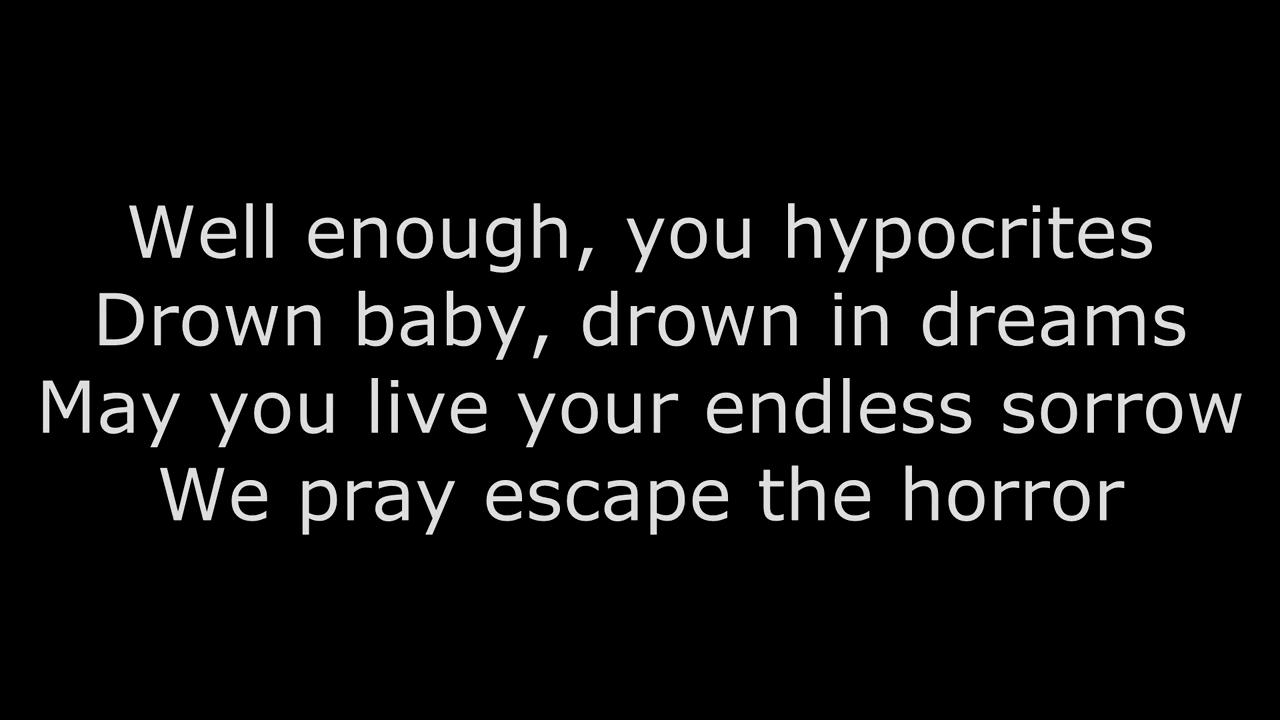 Well enough, you hypocrites
Drown baby, drown in dreams
May you live your endless sorrow
We pray escape the horror